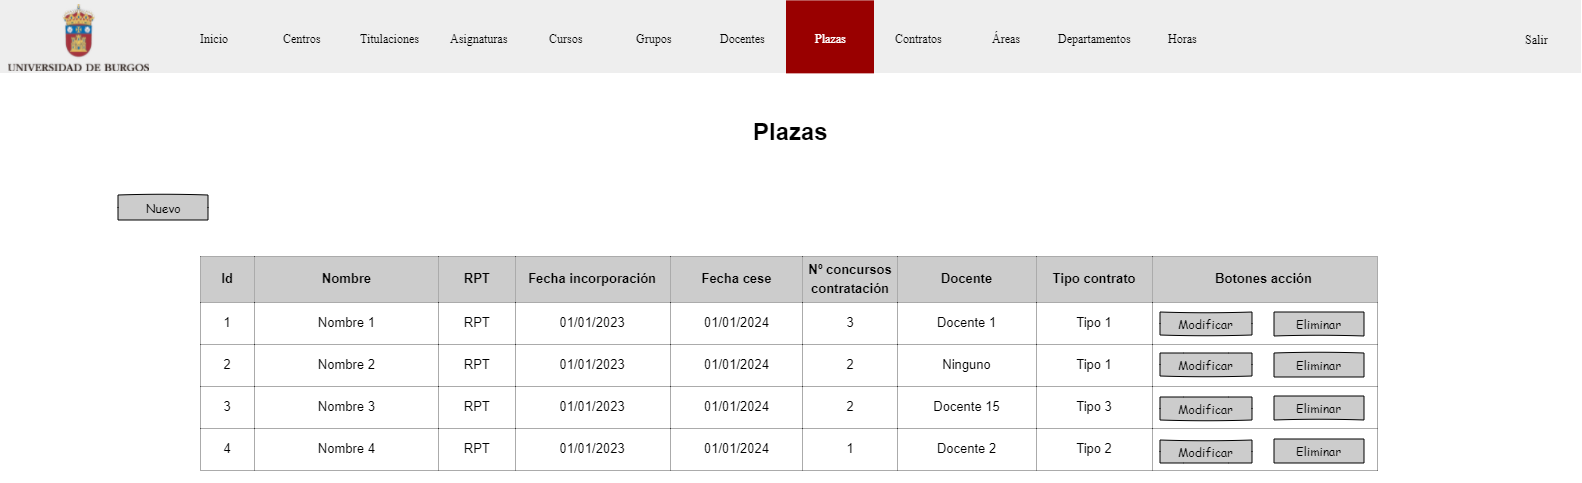 UNIVERSIDAD DE BURGOS
Inicio Centros Titulaciones Asignaturas Cursos Grupos Docentes Plazas Contratos Áreas Departamentos Horas Salir
Plazas
Nuevo
Id Nombre RPT Fecha incorporación Fecha cese Nº concursos contratación Docente Tipo contrato Botones acción
1 Nombre 1 RPT 01/01/2023 01/01/2024 3 Docente 1 Tipo 1 Modificar Eliminar
2 Nombre 2 RPT 01/01/2023 01/01/2024 2 Ninguno Tipo 1 Modificar Eliminar
3 Nombre 3 RPT 01/01/2023 01/01/2024 2 Docente 15 Tipo 3 Modificar Eliminar
4 Nombre 4 RPT 01/01/2023 01/01/2024 1 Docente 2 Tipo 2 Modificar Eliminar